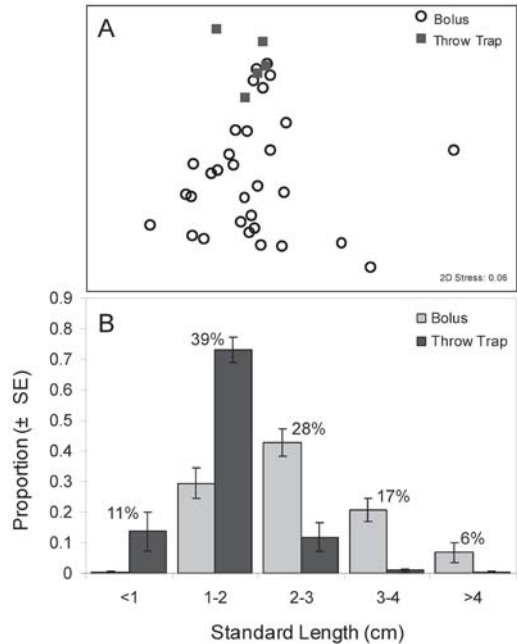 A
Bolus
Throw Trap
2D Stress: 0.06
B
Bolus
Throw Trap
0.9
0.8
0.7
0.6
0.5
0.4
0.3
0.2
0.1
0
Proportion (± SE)
11%
39%
28%
17%
6%
<1
1-2
2-3
3-4
>4
Standard Length (cm)